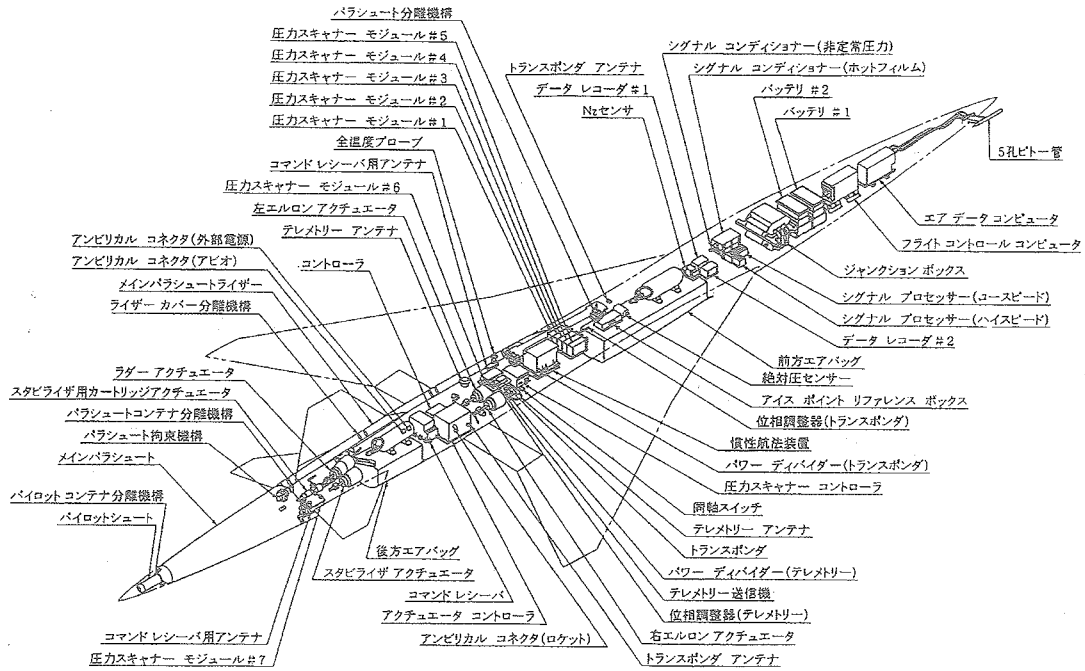 パラシュート分離機構
圧力スキャナー モジュール#5
圧力スキャナー モジュール#4
圧力スキャナー モジュール#3
圧力スキャナー モジュール#2
圧力スキャナー モジュール#1
全温度プローブ
コマンドレシーバ用アンテナ
圧力スキャナー モジュール#6
左エルロンアクチュエータ
テレメトリー アンテナ
アンビリカル コネクタ(外部電源)
コントローラ
アンビリカル コネクタ(アビオ)
メインパラシュートライザー
ライザー カバー分離機構
ラダー アクチュエータ
スタビライザ用カートリッジアクチュエータ
パラシュートコンテナ分離機構
パラシュート拘束機構
メインパラシュート
パイロットコンテナ分離機構
パイロットシュート
トランスポンダ アンテナ
データ レコーダ#1
Nzセンサ
シグナル コンディショナー(非定常圧力)
シグナル コンディショナー(ホットフィルム)
バッテリ #2
バッテリ #1
5孔ピトー管
エア データ コンピュータ
フライト コントロール コンピュータ
ジャンクション ボックス
シグナル プロセッサー(ユースピード)
シグナル プロセッサー(ハイスピード)
データ レコーダ#2
前方エアバッグ
絶対圧センサー
アイス ポイント リファレンス ボックス
位相調整器(トランスポンダ)
慣性航法装置
パワー ディバイダー(トランスポンダ)
圧力スキャナー コントローラ
同軸スイッチ
テレメトリー アンテナ
トランスポンダ
パワー ディバイダー(テレメトリー)
テレメトリー送信機
位相調整器(テレメトリー)
右エルロンアクチュエータ
トランスポンダ アンテナ
後方エアバッグ
スタビライザ アクチュエータ
コマンド レシーバ
アクチュエータ コントローラ
アンビリカル コネクタ(ロケット)
コマンドレシーバ用アンテナ
圧力スキャナー モジュール#7